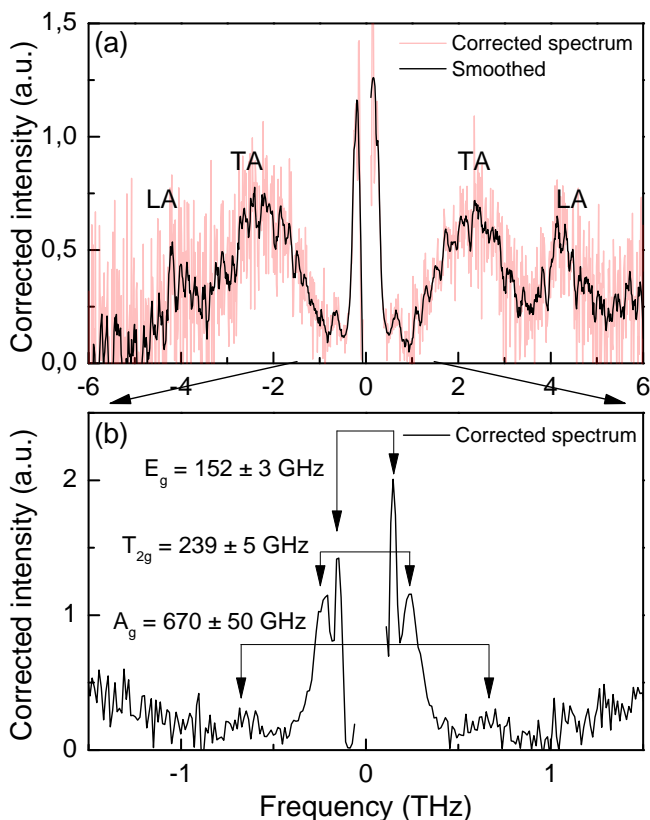 (a)
Corrected spectrum
Smoothed
TA
TA
LA
LA
Corrected intensity (a.u.)
1,5
1,0
0,5
0,0
-6 -4 -2 0 2 4 6
(b)
Corrected spectrum
E_g = 152 ± 3 GHz
T_2g = 239 ± 5 GHz
A_g = 670 ± 50 GHz
Corrected intensity (a.u.)
2
1
0
-1 0 1
Frequency (THz)